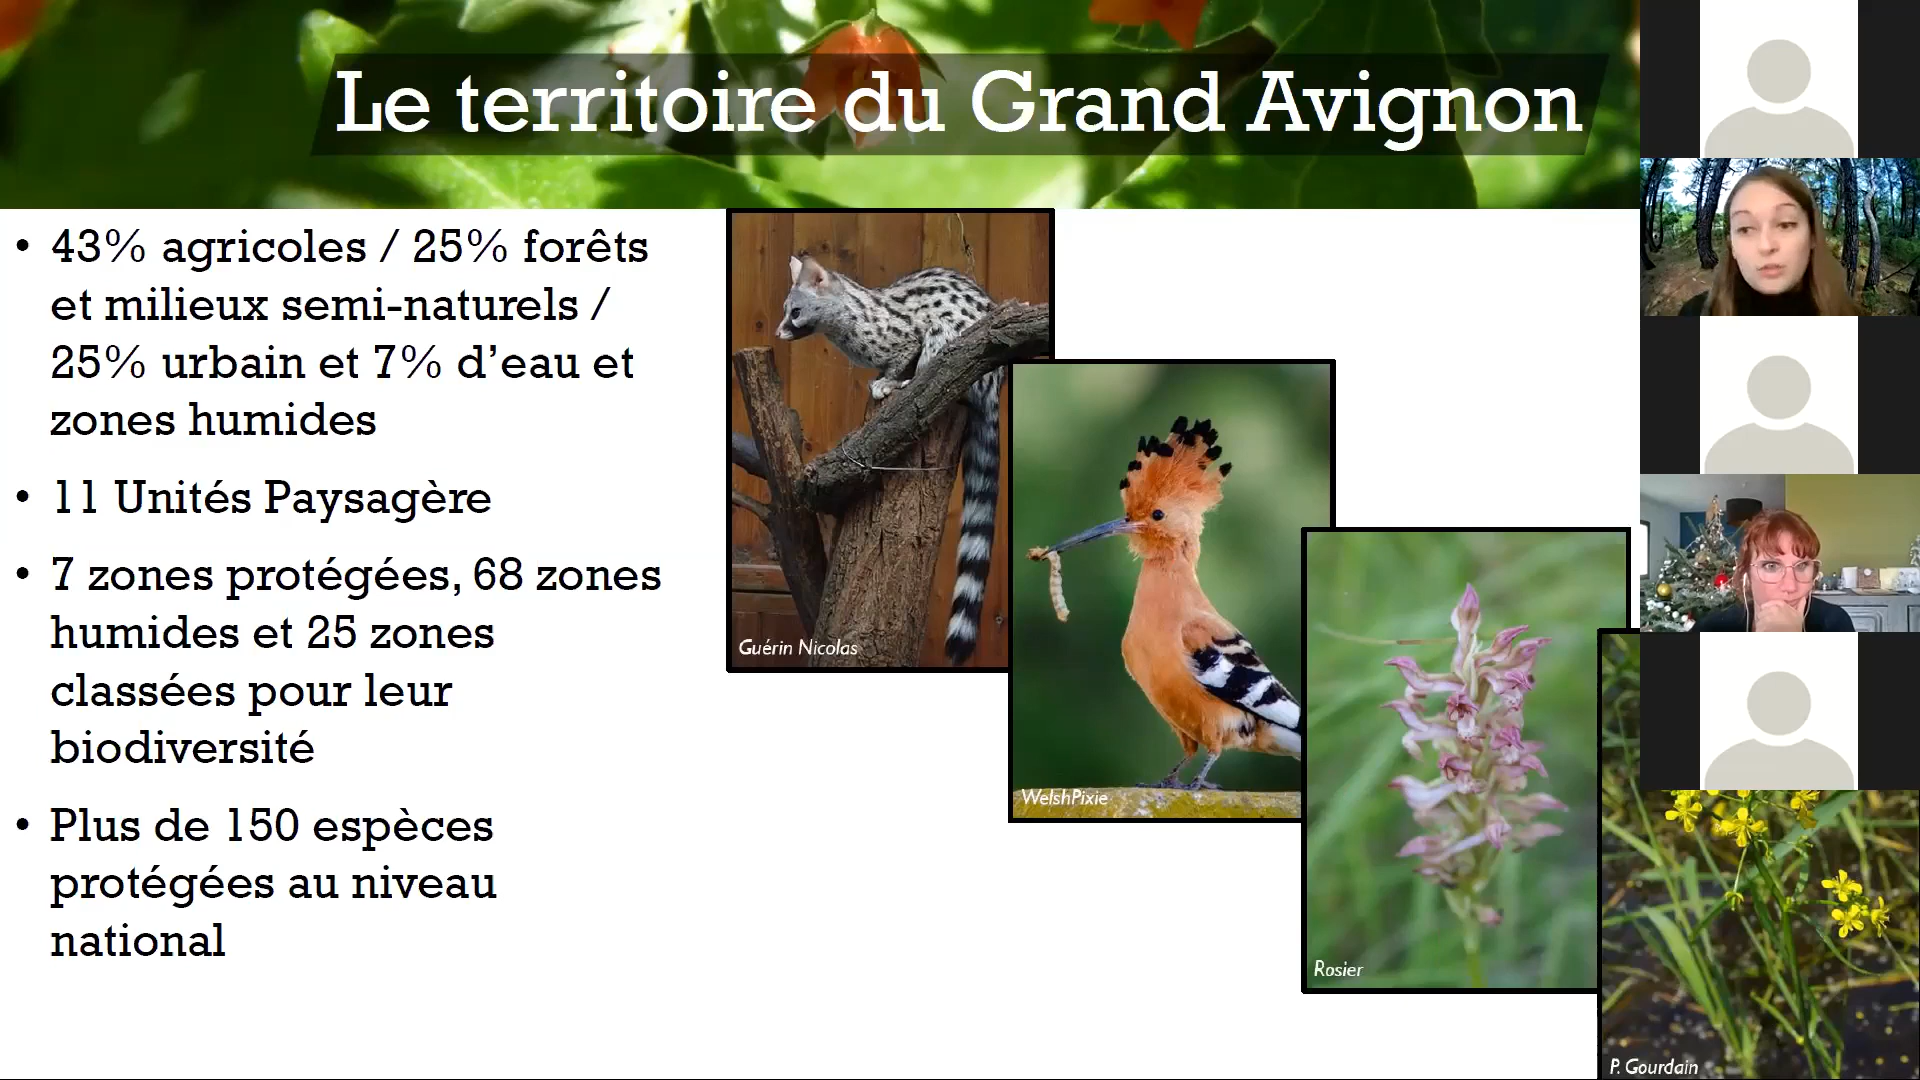 Le territoire du Grand Avignon
• 43% agricoles / 25% forêts
et milieux semi-naturels /
25% urbain et 7% d’eau et
zones humides
• 11 Unités Paysagère
• 7 zones protégées, 68 zones
humides et 25 zones
classées pour leur
biodiversité
• Plus de 150 espèces
protégées au niveau
national
Guérin Nicolas
WelshPixie
Rosier
P. Gourdain